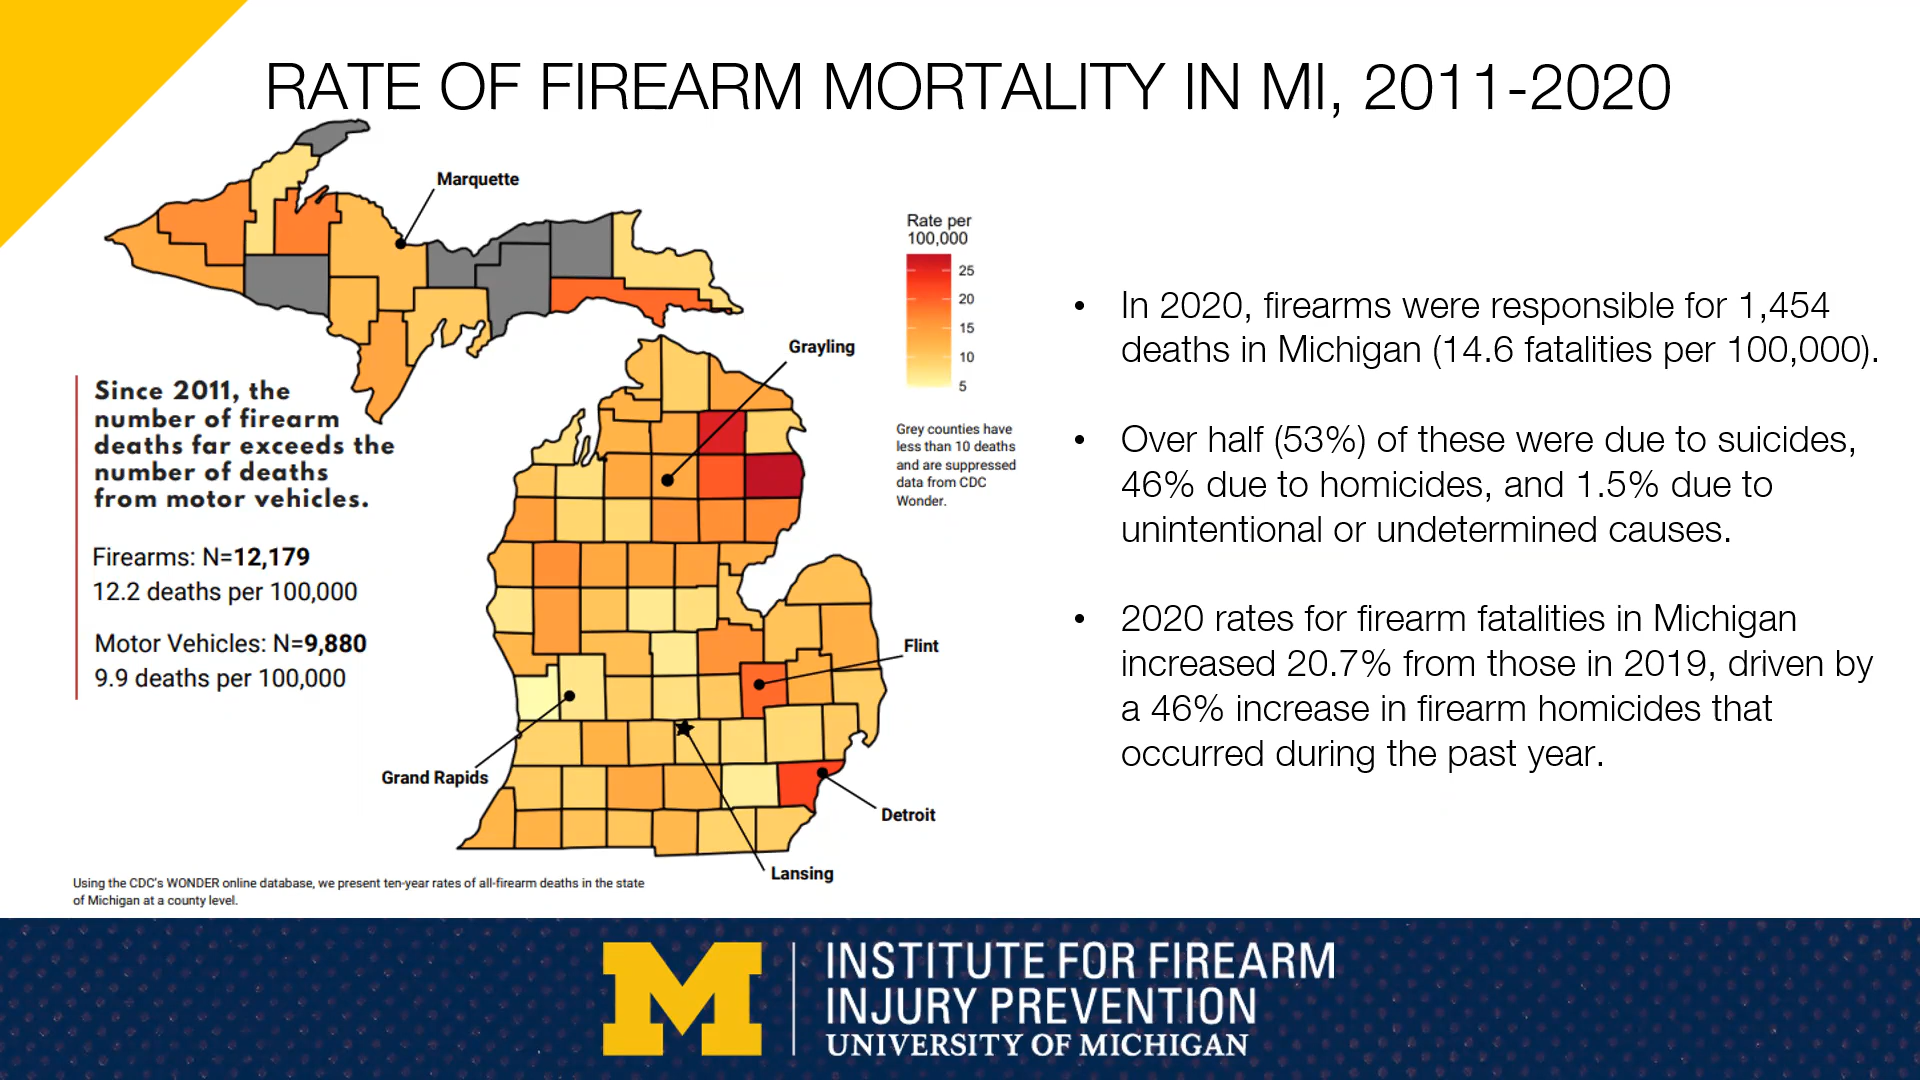 RATE OF FIREARM MORTALITY IN MI, 2011-2020
Marquette
Grayling
Flint
Grand Rapids
Detroit
Lansing
Rate per
100,000
25
20
15
10
5
Grey counties have
less than 10 deaths
and are suppressed
data from CDC
Wonder.
Since 2011, the
number of firearm
deaths far exceeds the
number of deaths
from motor vehicles.
Firearms: N=12,179
12.2 deaths per 100,000
Motor Vehicles: N=9,880
9.9 deaths per 100,000
Using the CDC's WONDER online database, we present ten-year rates of all-firearm deaths in the state
of Michigan at a county level.
• In 2020, firearms were responsible for 1,454
deaths in Michigan (14.6 fatalities per 100,000).
• Over half (53%) of these were due to suicides,
46% due to homicides, and 1.5% due to
unintentional or undetermined causes.
• 2020 rates for firearm fatalities in Michigan
increased 20.7% from those in 2019, driven by
a 46% increase in firearm homicides that
occurred during the past year.
M
INSTITUTE FOR FIREARM
INJURY PREVENTION
UNIVERSITY OF MICHIGAN